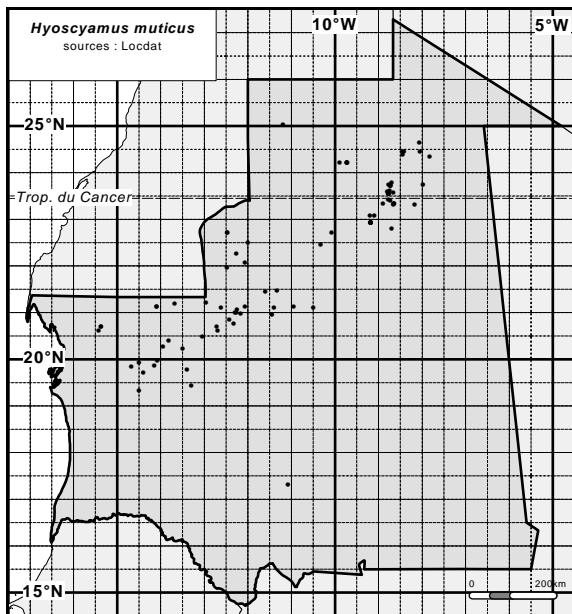 Hyoscyamus muticus
sources : Locdat
10°W
5°W
25°N
Trop. du Cancer
20°N
15°N
0 200km